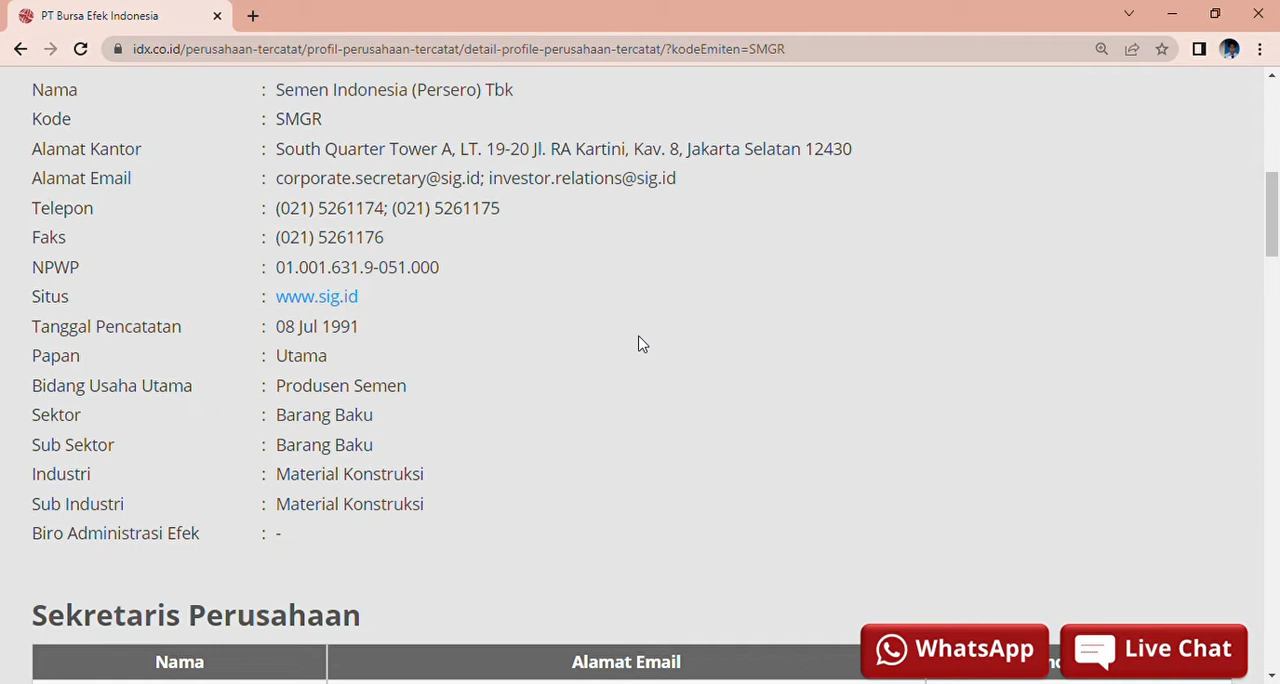 PT Bursa Efek Indonesia
idx.co.id/perusahaan-tercatat/profil-perusahaan-tercatat/detail-profile-perusahaan-tercatat/?kodeEmiten=SMGR
Nama : Semen Indonesia (Persero) Tbk
Kode : SMGR
Alamat Kantor : South Quarter Tower A, LT. 19-20 Jl. RA Kartini, Kav. 8, Jakarta Selatan 12430
Alamat Email : corporate.secretary@sig.id; investor.relations@sig.id
Telepon : (021) 5261174; (021) 5261175
Faks : (021) 5261176
NPWP : 01.001.631.9-051.000
Situs : www.sig.id
Tanggal Pencatatan : 08 Jul 1991
Papan : Utama
Bidang Usaha Utama : Produsen Semen
Sektor : Barang Baku
Sub Sektor : Barang Baku
Industri : Material Konstruksi
Sub Industri : Material Konstruksi
Biro Administrasi Efek : -
Sekretaris Perusahaan
Nama Alamat Email
WhatsApp Live Chat